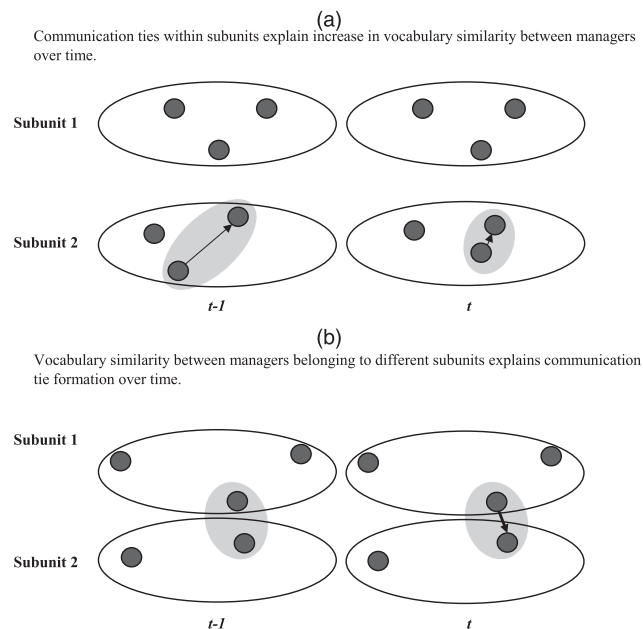 (a)
Communication ties within subunits explain increase in vocabulary similarity between managers
over time.
Subunit 1
Subunit 2
t-1
t
(b)
Vocabulary similarity between managers belonging to different subunits explains communication
tie formation over time.
Subunit 1
Subunit 2
t-1
t